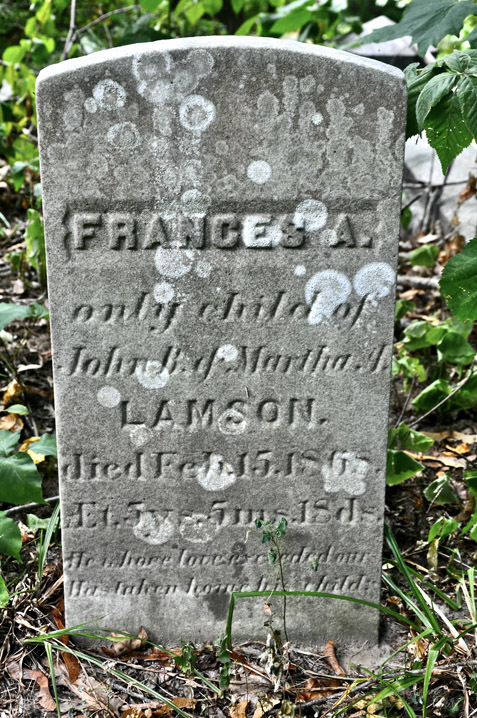 FRANCES A.
only child of
John B. & Martha A.
LAMSON.
died Feb. 15. 1868.
Æt. 5 ys. 5 ms. 18 ds.
He whose love exceeded our
Has taken home his child.